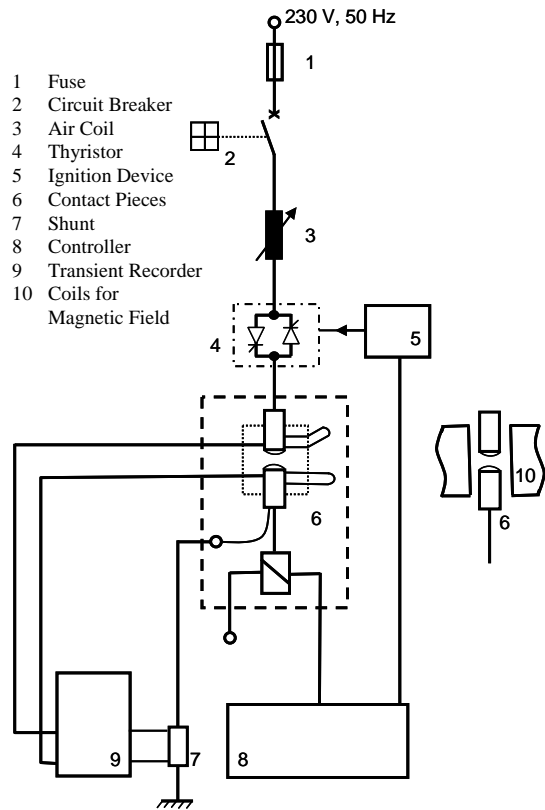 230 V, 50 Hz
1
1 Fuse
2 Circuit Breaker
3 Air Coil
4 Thyristor
5 Ignition Device
6 Contact Pieces
7 Shunt
8 Controller
9 Transient Recorder
10 Coils for
Magnetic Field
2
3
4
5
10
6
6
9
7
8